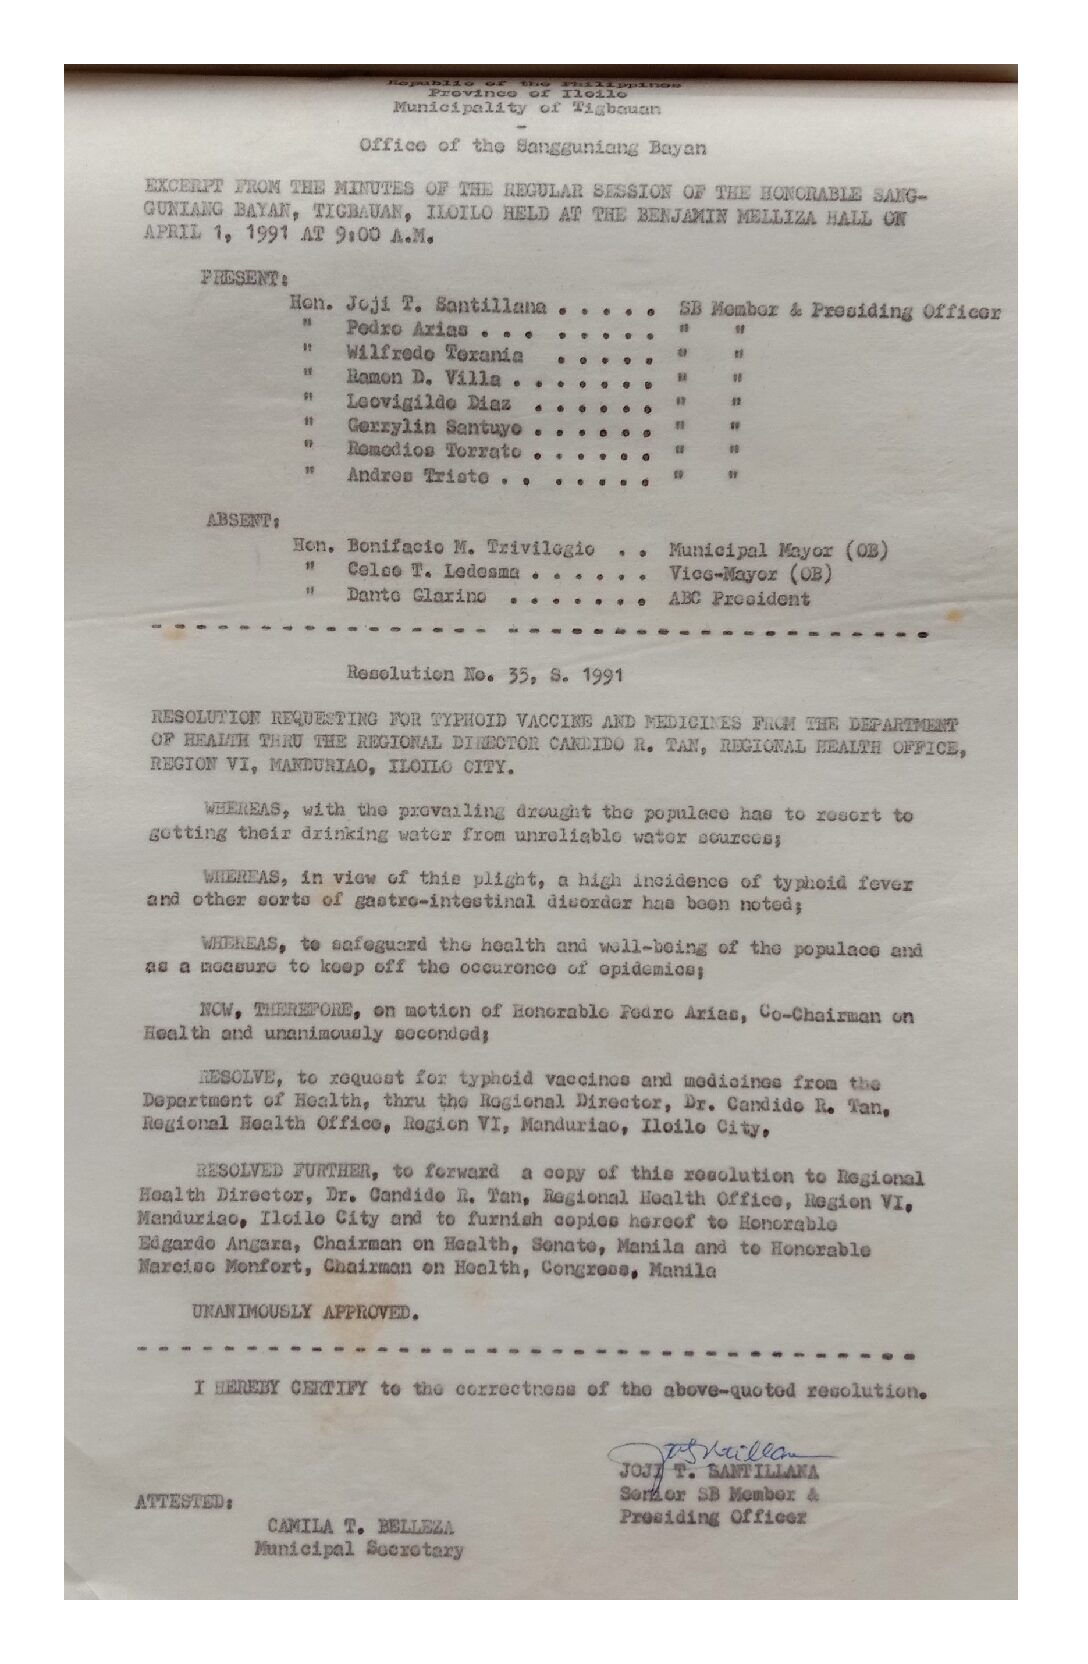 Republic of the Philippines
Province of Iloilo
Municipality of Tigbauan
-
Office of the Sangguniang Bayan
EXCERPT FROM THE MINUTES OF THE REGULAR SESSION OF THE HONORABLE SANG-
GUNIANG BAYAN, TIGBAUAN, ILOILO HELD AT THE BENJAMIN MELLIZA HALL ON
APRIL 1, 1991 AT 9:00 A.M.
PRESENT:
Hon. Joji T. Santillana . . . . . SB Member & Presiding Officer
" Pedro Arias . . . . . . . . " "
" Wilfredo Terania . . . . . " "
" Ramon D. Villa . . . . . . . " "
" Leovigildo Diaz . . . . . . " "
" Gerrylin Santuyo . . . . . . " "
" Remedios Torrato . . . . . . " "
" Andres Triste . . . . . . . " "
ABSENT:
Hon. Bonifacio M. Trivilegio . . Municipal Mayor (OB)
" Celso T. Ledesma . . . . . . Vice-Mayor (OB)
" Dante Glarino . . . . . . . ABC President
- - - - - - - - - - - - - - - - - - - - - - - - - - - - - - - - - - - -
Resolution No. 35, S. 1991
RESOLUTION REQUESTING FOR TYPHOID VACCINE AND MEDICINES FROM THE DEPARTMENT
OF HEALTH THRU THE REGIONAL DIRECTOR CANDIDO R. TAN, REGIONAL HEALTH OFFICE,
REGION VI, MANDURIAO, ILOILO CITY.
WHEREAS, with the prevailing drought the populace has to resort to
getting their drinking water from unreliable water sources;
WHEREAS, in view of this plight, a high incidence of typhoid fever
and other sorts of gastro-intestinal disorder has been noted;
WHEREAS, to safeguard the health and well-being of the populace and
as a measure to keep off the occurence of epidemics;
NOW, THEREFORE, on motion of Honorable Pedro Arias, Co-Chairman on
Health and unanimously seconded;
RESOLVE, to request for typhoid vaccines and medicines from the
Department of Health, thru the Regional Director, Dr. Candido R. Tan,
Regional Health Office, Region VI, Manduriao, Iloilo City,
RESOLVED FURTHER, to forward a copy of this resolution to Regional
Health Director, Dr. Candido R. Tan, Regional Health Office, Region VI,
Manduriao, Iloilo City and to furnish copies hereof to Honorable
Edgardo Angara, Chairman on Health, Senate, Manila and to Honorable
Narciso Monfort, Chairman on Health, Congress, Manila
UNANIMOUSLY APPROVED.
- - - - - - - - - - - - - - - - - - - - - - - - - - - - - - - - - - - -
I HEREBY CERTIFY to the correctness of the above-quoted resolution.
JOJI T. SANTILLANA
Senior SB Member &
Presiding Officer
ATTESTED:
CAMILA T. BELLEZA
Municipal Secretary